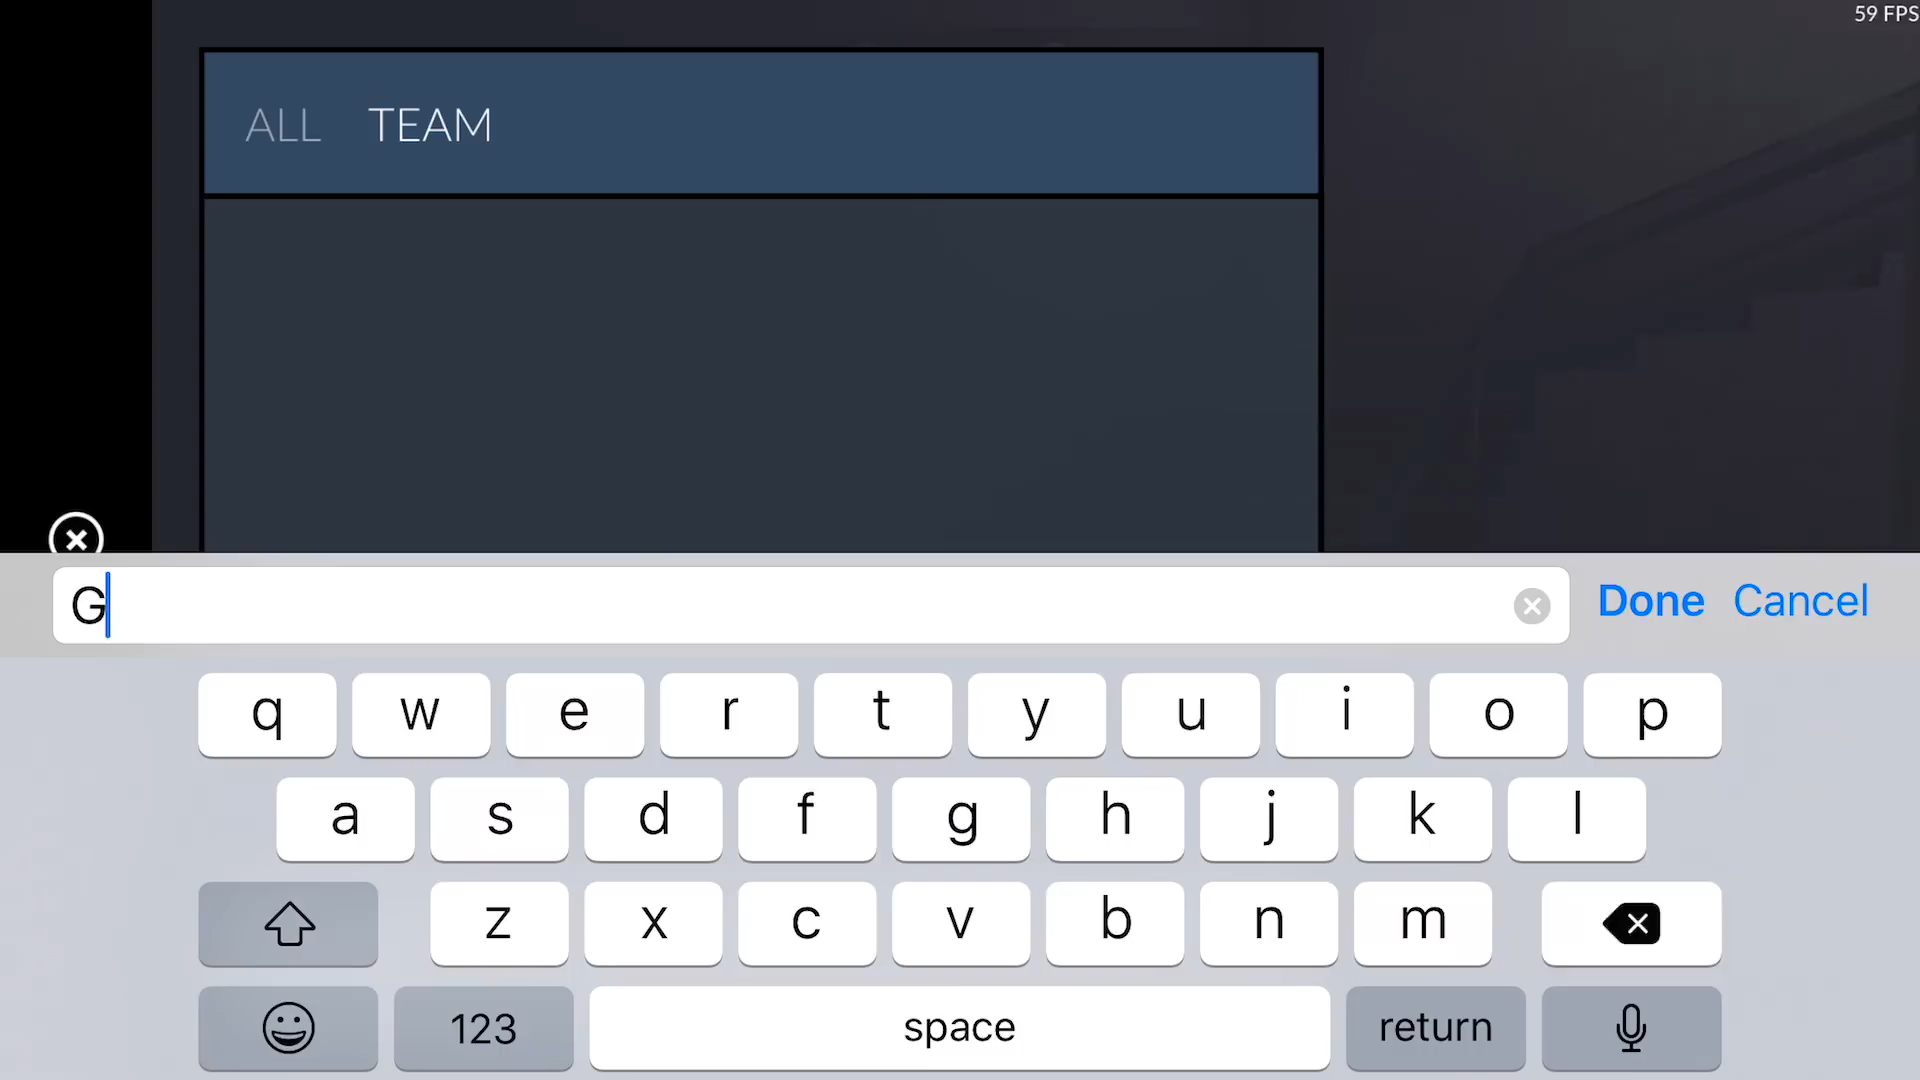 59 FPS
ALL TEAM
G
Done Cancel
q w e r t y u i o p
a s d f g h j k l
z x c v b n m
123 space return